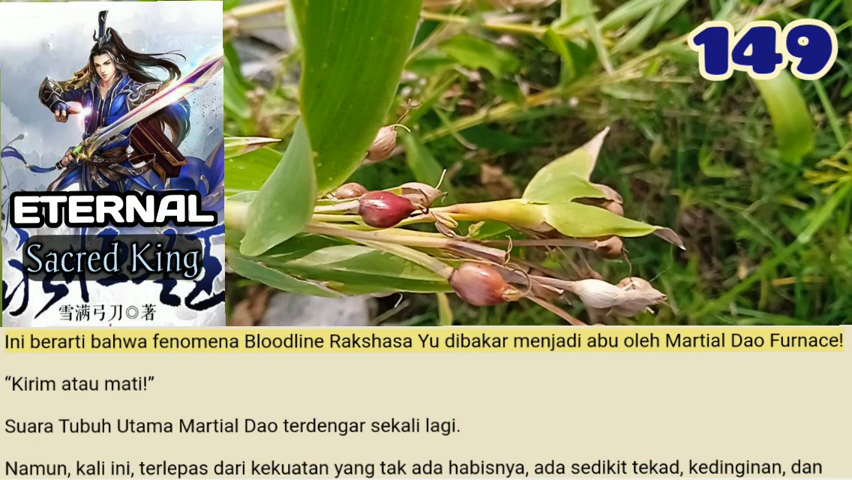 149
ETERNAL
Sacred King
雪满弓刀◎著
Ini berarti bahwa fenomena Bloodline Rakshasa Yu dibakar menjadi abu oleh Martial Dao Furnace!
“Kirim atau mati!”
Suara Tubuh Utama Martial Dao terdengar sekali lagi.
Namun, kali ini, terlepas dari kekuatan yang tak ada habisnya, ada sedikit tekad, kedinginan, dan